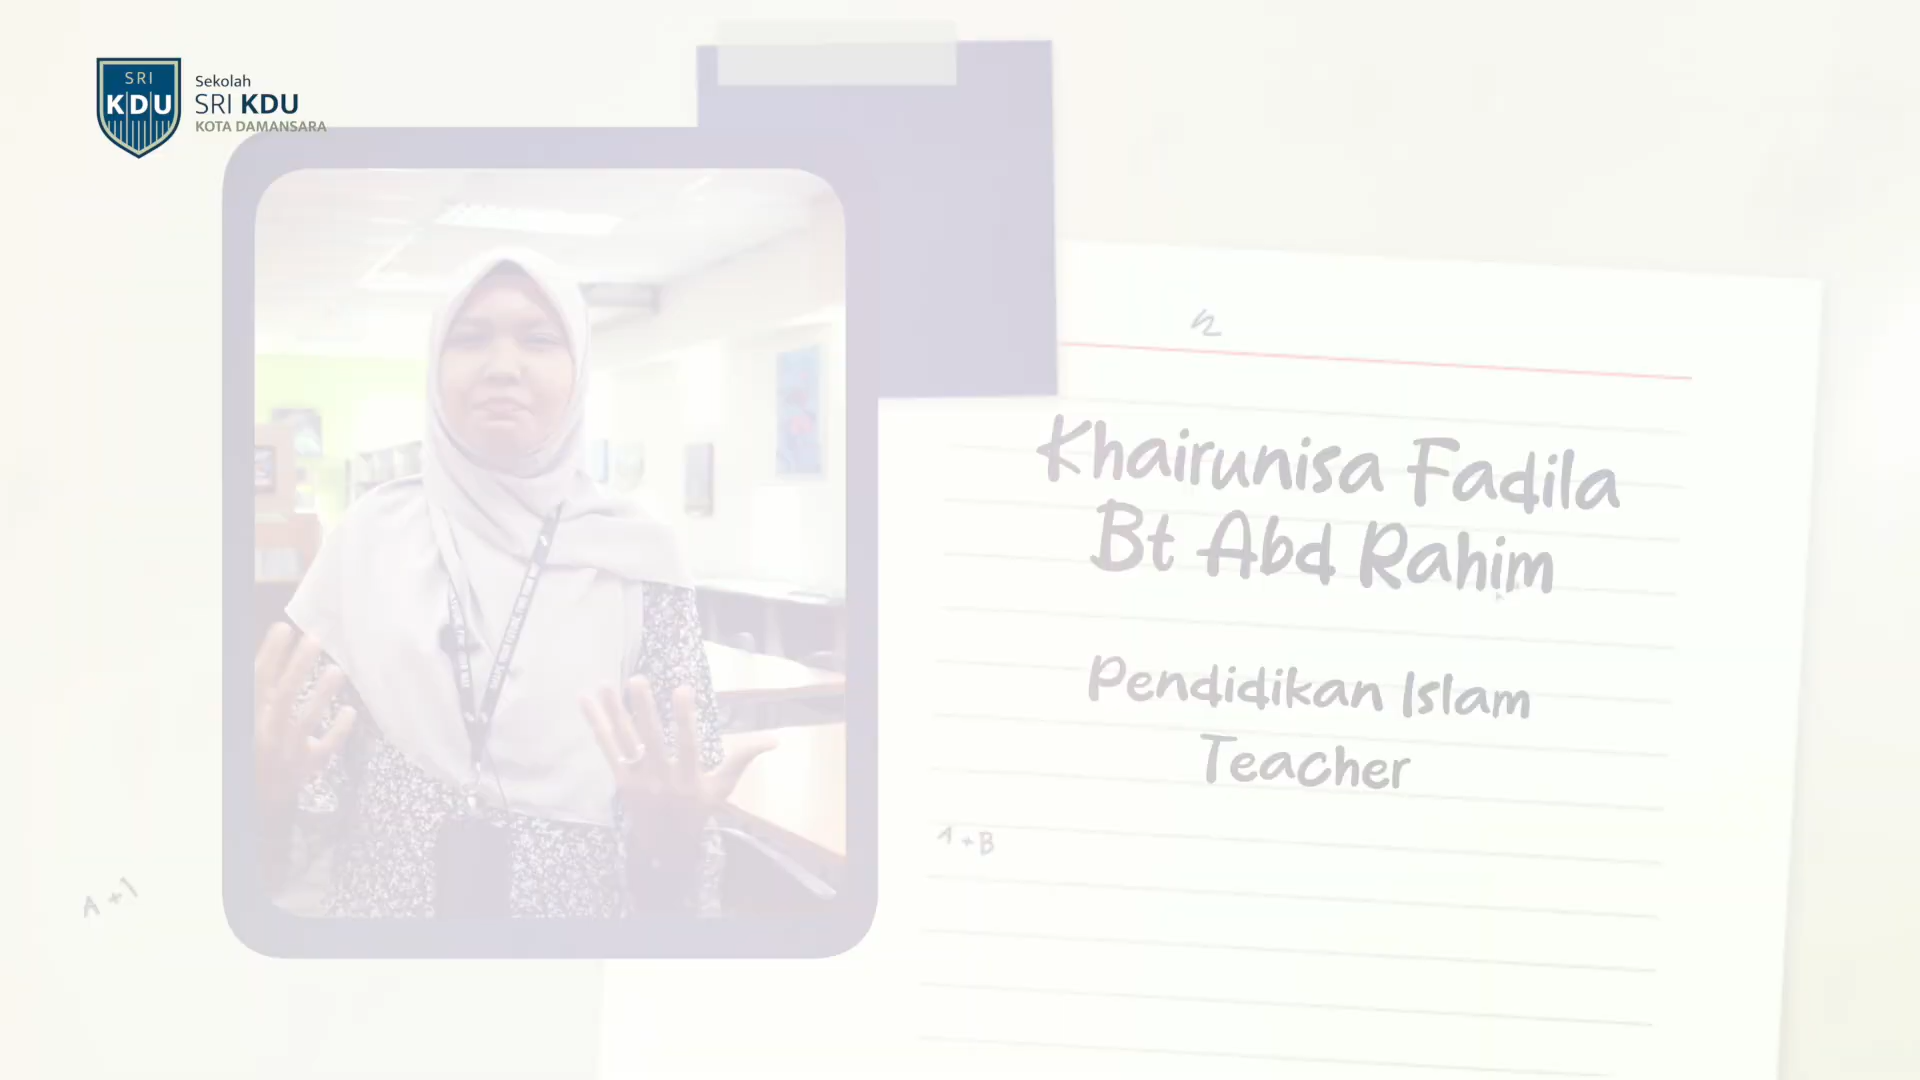 SRI
KDU
Sekolah
SRI KDU
KOTA DAMANSARA
Khairunisa Fadila
Bt Abd Rahim
Pendidikan Islam
Teacher
A+B
A+1